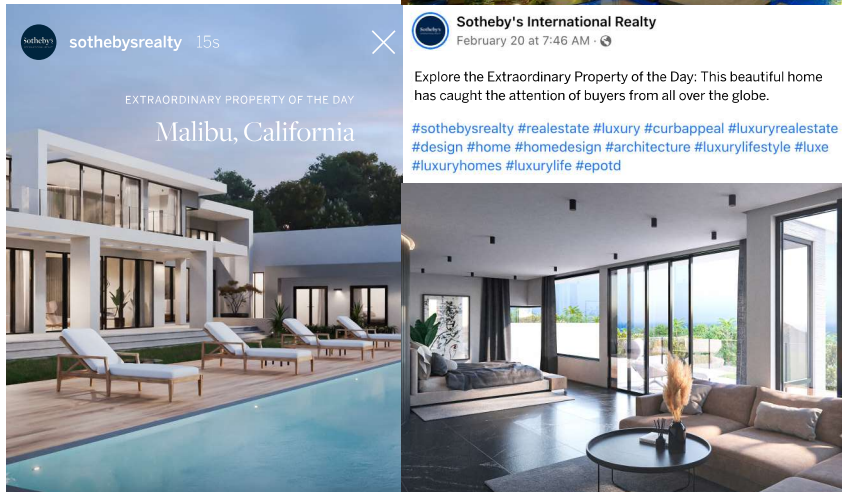 Sotheby's
sothebysrealty 15s
EXTRAORDINARY PROPERTY OF THE DAY
Malibu, California
Sotheby's
Sotheby's International Realty
February 20 at 7:46 AM ·
Explore the Extraordinary Property of the Day: This beautiful home
has caught the attention of buyers from all over the globe.
#sothebysrealty #realestate #luxury #curbappeal #luxuryrealestate
#design #home #homedesign #architecture #luxurylifestyle #luxe
#luxuryhomes #luxurylife #epotd